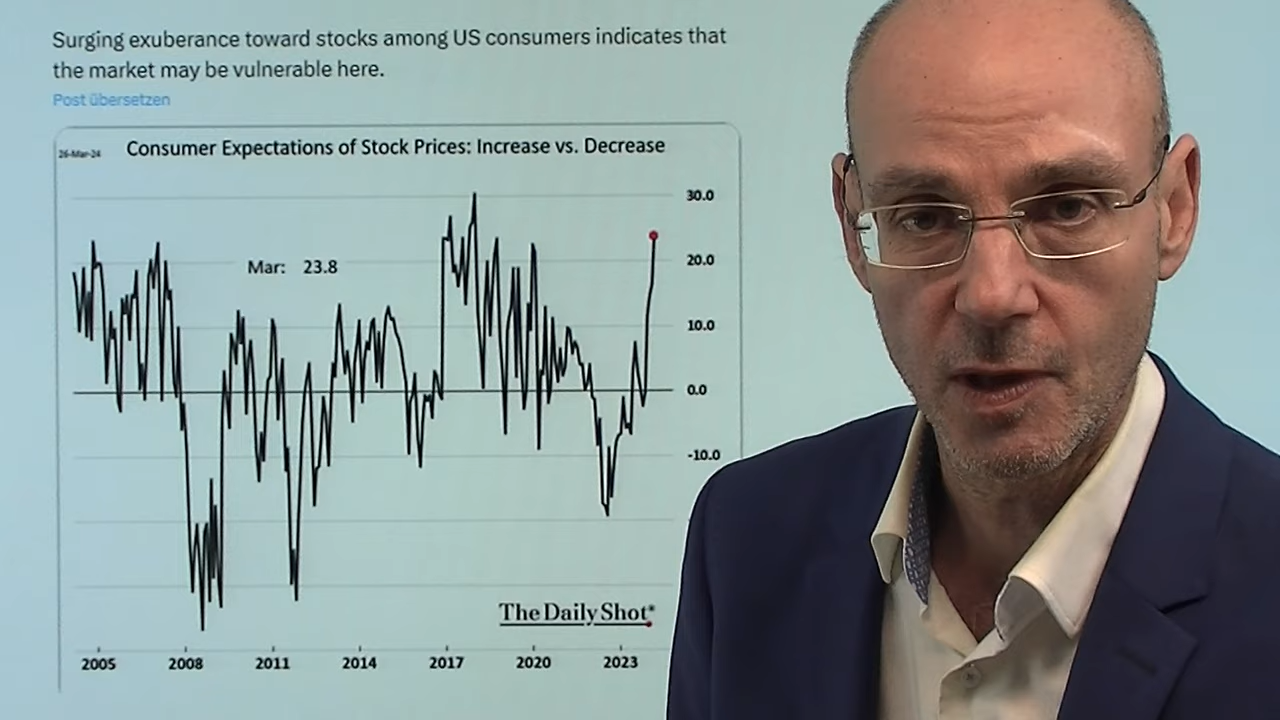 Surging exuberance toward stocks among US consumers indicates that
the market may be vulnerable here.
Post übersetzen
26-Mar-24
Consumer Expectations of Stock Prices: Increase vs. Decrease
30.0
Mar: 23.8
20.0
10.0
0.0
-10.0
The Daily Shot
2005 2008 2011 2014 2017 2020 2023